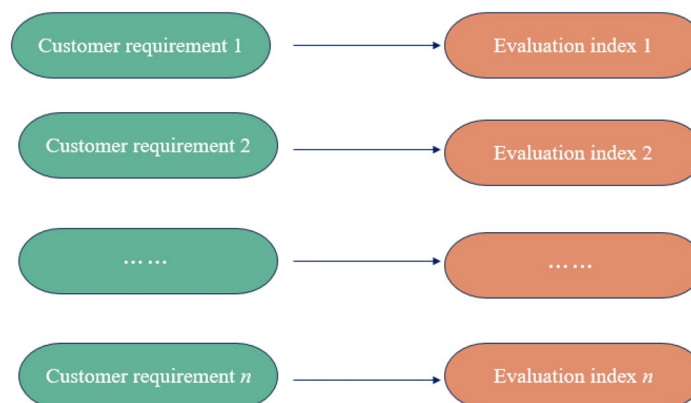 Customer requirement 1
Evaluation index 1
Customer requirement 2
Evaluation index 2
……
……
Customer requirement n
Evaluation index n